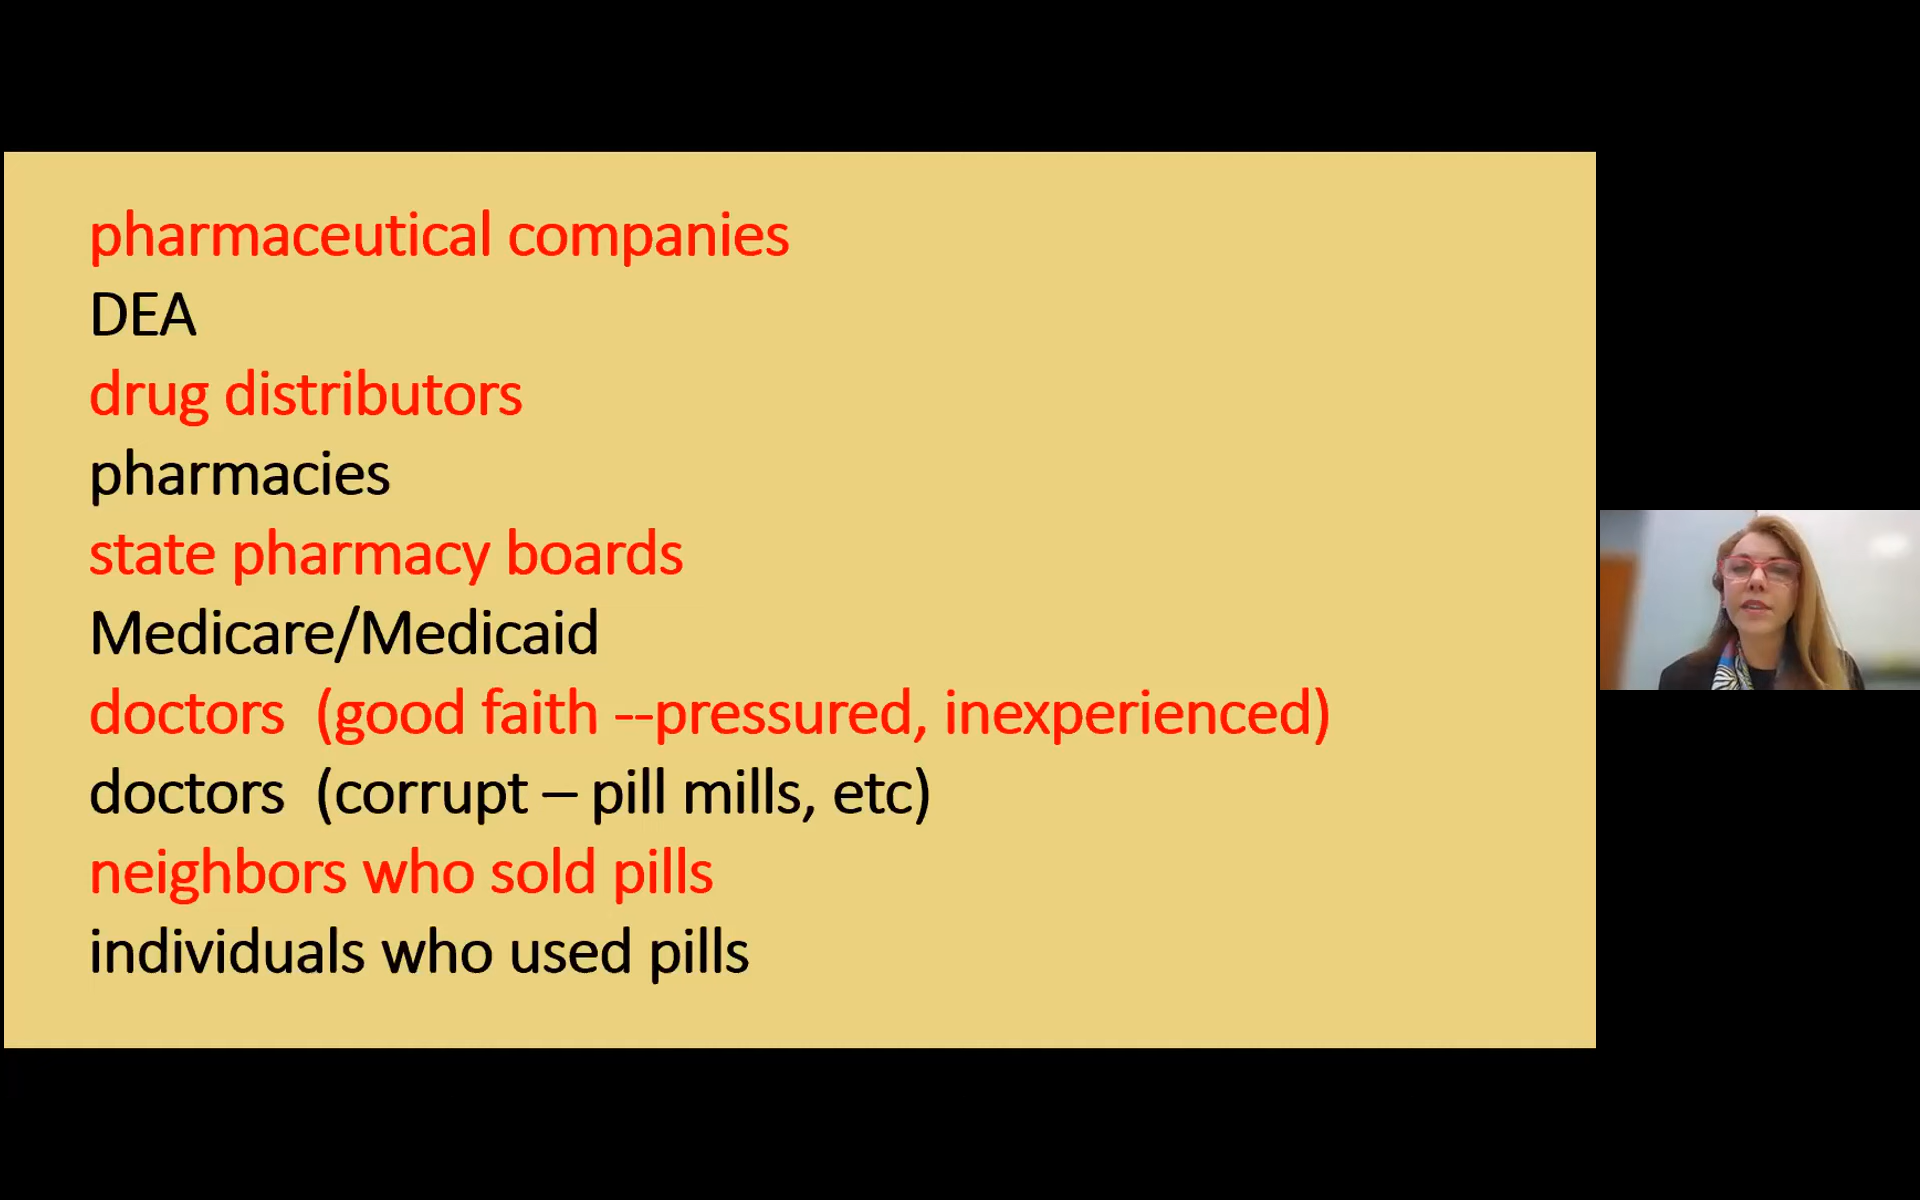 pharmaceutical companies
DEA
drug distributors
pharmacies
state pharmacy boards
Medicare/Medicaid
doctors  (good faith --pressured, inexperienced)
doctors  (corrupt – pill mills, etc)
neighbors who sold pills
individuals who used pills